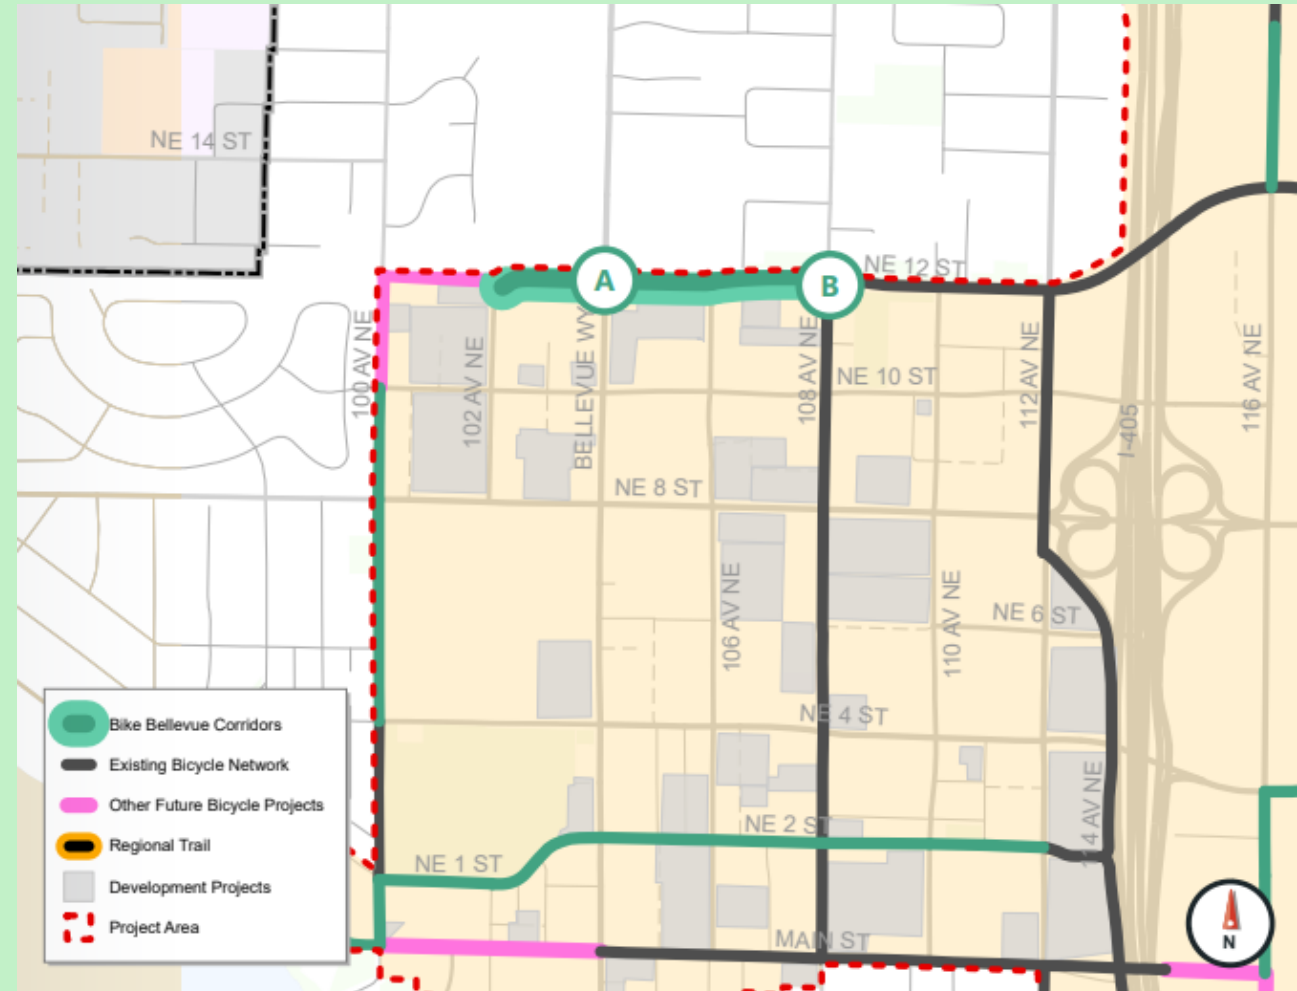 NE 14 ST
A
B
NE 12 ST
100 AV NE
102 AV NE
BELLEVUE WY
108 AV NE
112 AV NE
I-405
116 AV NE
NE 10 ST
NE 8 ST
106 AV NE
110 AV NE
NE 6 ST
NE 4 ST
114 AV NE
NE 2 ST
NE 1 ST
MAIN ST
Bike Bellevue Corridors
Existing Bicycle Network
Other Future Bicycle Projects
Regional Trail
Development Projects
Project Area
N